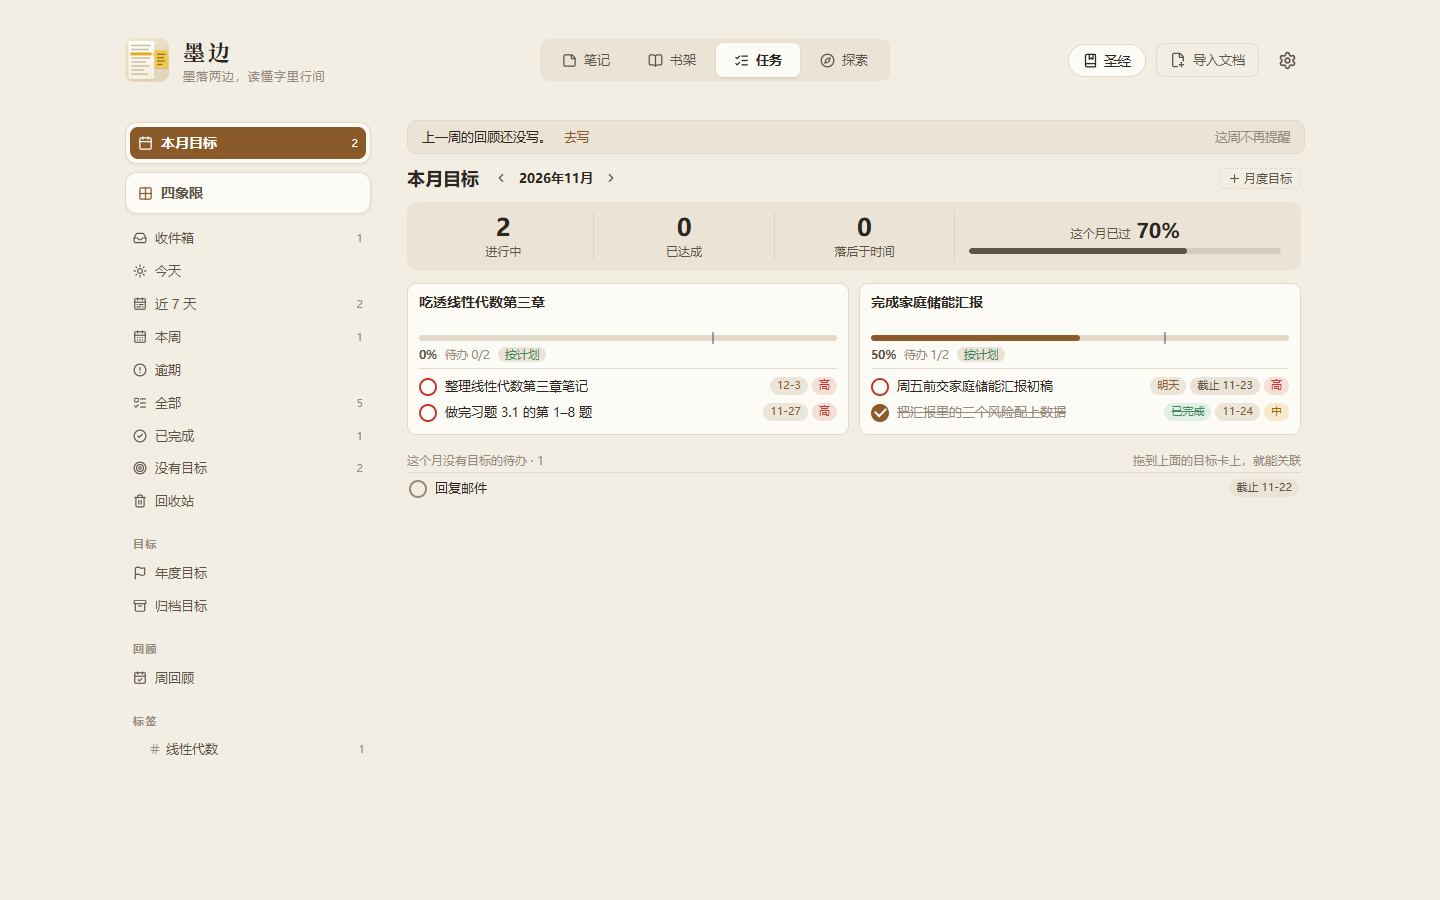 墨边
墨落两边，读懂字里行间
笔记
书架
任务
探索
圣经
导入文档
本月目标 2
四象限
收件箱 1
今天
近 7 天 2
本周 1
逾期
全部 5
已完成 1
没有目标 2
回收站
目标
年度目标
归档目标
回顾
周回顾
标签
# 线性代数 1
上一周的回顾还没写。 去写 这周不再提醒
本月目标 2026年11月 + 月度目标
2 进行中
0 已达成
0 落后于时间
这个月已过 70%
吃透线性代数第三章
0% 待办 0/2 按计划
整理线性代数第三章笔记 12-3 高
做完习题 3.1 的第 1–8 题 11-27 高
完成家庭储能汇报
50% 待办 1/2 按计划
周五前交家庭储能汇报初稿 明天 截止 11-23 高
把汇报里的三个风险配上数据 已完成 11-24 中
这个月没有目标的待办 · 1 拖到上面的目标卡上，就能关联
回复邮件 截止 11-22